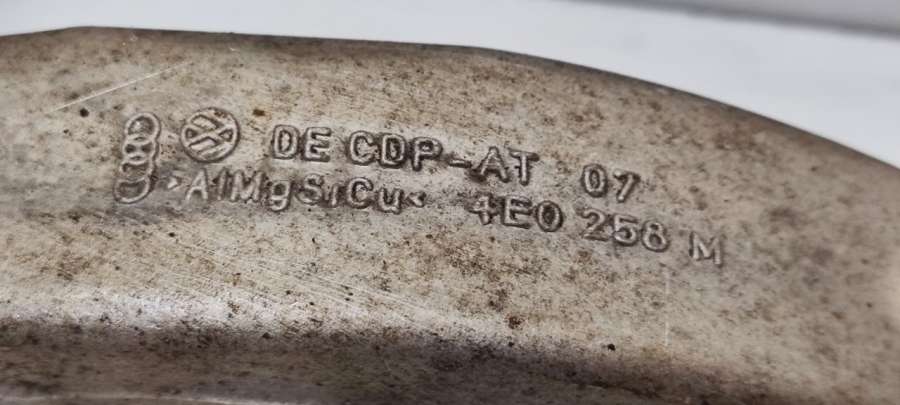 DE CDP-AT 07
>AlMgSiCu< 4E0 258 M